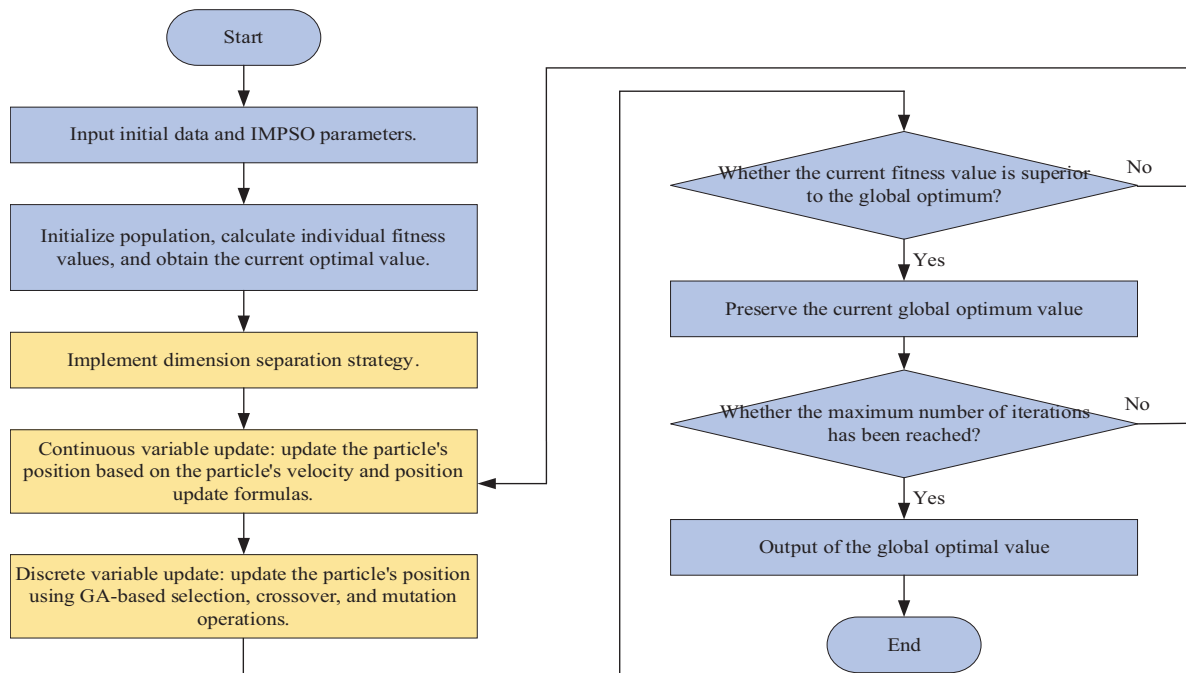 Start
Input initial data and IMPSO parameters.
Initialize population, calculate individual fitness
values, and obtain the current optimal value.
Implement dimension separation strategy.
Continuous variable update: update the particle's
position based on the particle's velocity and position
update formulas.
Discrete variable update: update the particle's position
using GA-based selection, crossover, and mutation
operations.
Whether the current fitness value is superior
to the global optimum?
No
Yes
Preserve the current global optimum value
Whether the maximum number of iterations
has been reached?
No
Yes
Output of the global optimal value
End